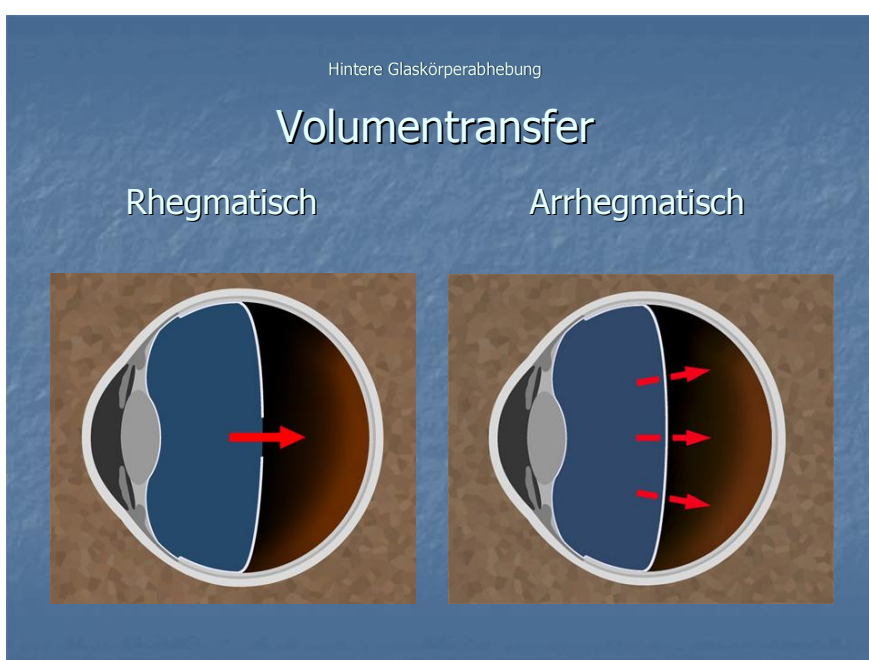 Hintere Glaskörperabhebung
Volumentransfer
Rhegmatisch
Arrhegmatisch